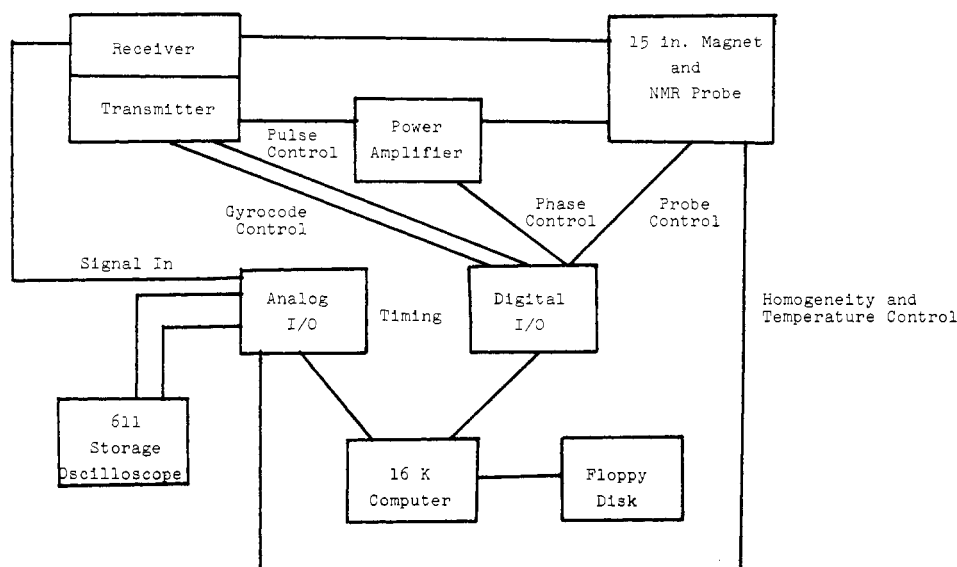 Receiver
Transmitter
15 in. Magnet
and
NMR Probe
Pulse
Control
Power
Amplifier
Gyrocode
Control
Phase
Control
Probe
Control
Signal In
Analog
I/O
Timing
Digital
I/O
Homogeneity and
Temperature Control
611
Storage
Oscilloscope
16 K
Computer
Floppy
Disk